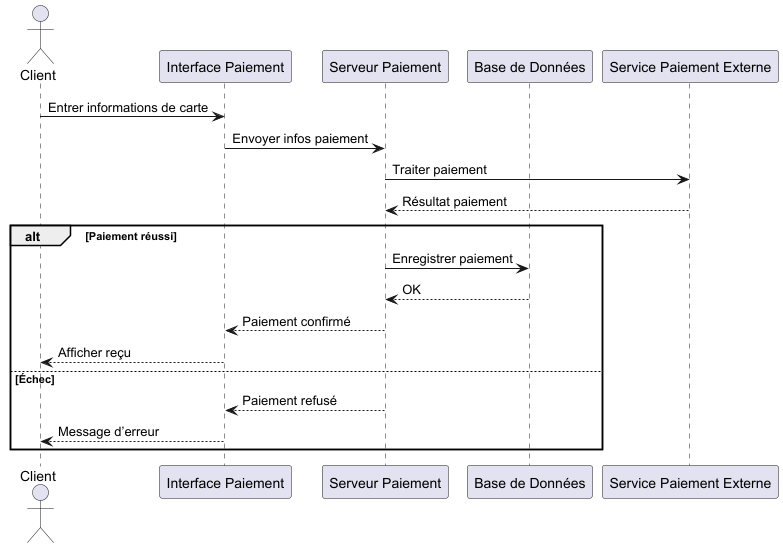 Client
Interface Paiement
Serveur Paiement
Base de Données
Service Paiement Externe
Entrer informations de carte
Envoyer infos paiement
Traiter paiement
Résultat paiement
alt [Paiement réussi]
Enregistrer paiement
OK
Paiement confirmé
Afficher reçu
[Échec]
Paiement refusé
Message d'erreur
Client
Interface Paiement
Serveur Paiement
Base de Données
Service Paiement Externe